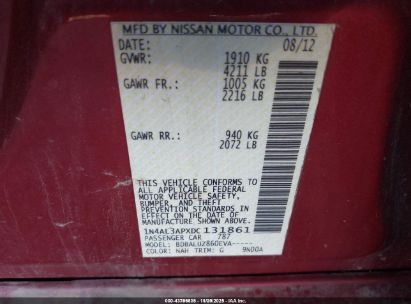 MFD BY NISSAN MOTOR CO., LTD.
DATE: 08/12
GVWR: 1910 KG
4211 LB
GAWR FR.: 1005 KG
2216 LB
GAWR RR.: 940 KG
2072 LB
THIS VEHICLE CONFORMS TO
ALL APPLICABLE FEDERAL
MOTOR VEHICLE SAFETY,
BUMPER, AND THEFT
PREVENTION STANDARDS IN
EFFECT ON THE DATE OF
MANUFACTURE SHOWN ABOVE.
1N4AL3APXDC131861
PASSENGER CAR 787
MODEL: BDBALUZ860EVA-----
COLOR: NAH TRIM: G 9N00A